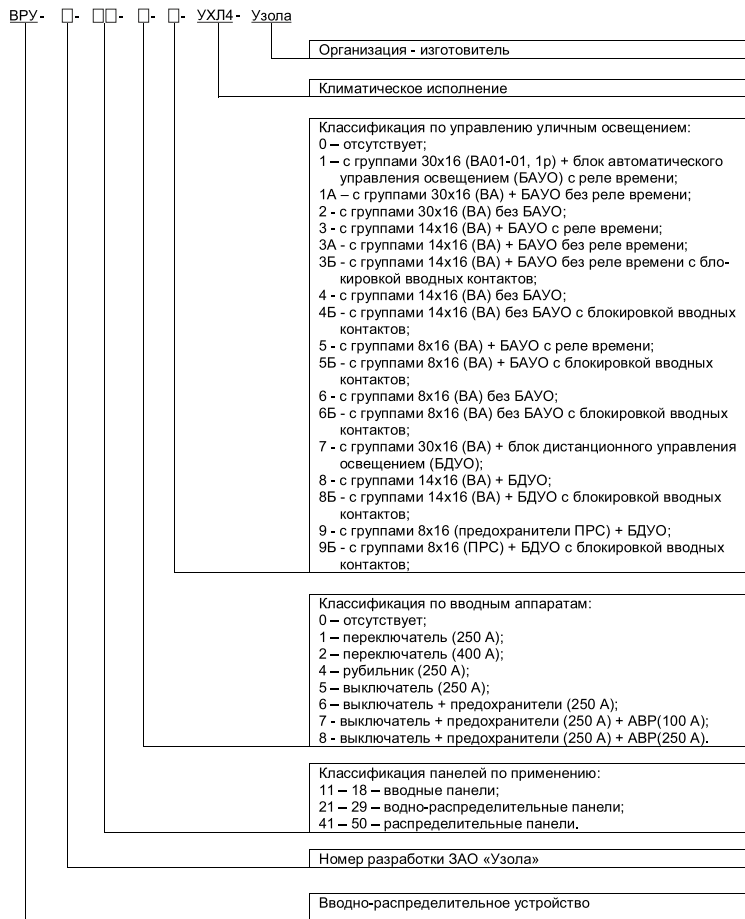 ВРУ- □- □□- □- □- УХЛ4- Узола
Организация - изготовитель
Климатическое исполнение
Классификация по управлению уличным освещением:
0 – отсутствует;
1 – с группами 30х16 (ВА01-01, 1р) + блок автоматического
управления освещением (БАУО) с реле времени;
1А – с группами 30х16 (ВА) + БАУО без реле времени;
2 - с группами 30х16 (ВА) без БАУО;
3 - с группами 14х16 (ВА) + БАУО с реле времени;
3А - с группами 14х16 (ВА) + БАУО без реле времени;
3Б - с группами 14х16 (ВА) + БАУО без реле времени с бло-
кировкой вводных контактов;
4 - с группами 14х16 (ВА) без БАУО;
4Б - с группами 14х16 (ВА) без БАУО с блокировкой вводных
контактов;
5 - с группами 8х16 (ВА) + БАУО с реле времени;
5Б - с группами 8х16 (ВА) + БАУО с блокировкой вводных
контактов;
6 - с группами 8х16 (ВА) без БАУО;
6Б - с группами 8х16 (ВА) без БАУО с блокировкой вводных
контактов;
7 - с группами 30х16 (ВА) + блок дистанционного управления
освещением (БДУО);
8 - с группами 14х16 (ВА) + БДУО;
8Б - с группами 14х16 (ВА) + БДУО с блокировкой вводных
контактов;
9 - с группами 8х16 (предохранители ПРС) + БДУО;
9Б - с группами 8х16 (ПРС) + БДУО с блокировкой вводных
контактов;
Классификация по вводным аппаратам:
0 – отсутствует;
1 – переключатель (250 А);
2 – переключатель (400 А);
4 – рубильник (250 А);
5 – выключатель (250 А);
6 – выключатель + предохранители (250 А);
7 - выключатель + предохранители (250 А) + АВР(100 А);
8 - выключатель + предохранители (250 А) + АВР(250 А).
Классификация панелей по применению:
11 – 18 – вводные панели;
21 – 29 – водно-распределительные панели;
41 – 50 – распределительные панели.
Номер разработки ЗАО «Узола»
Вводно-распределительное устройство